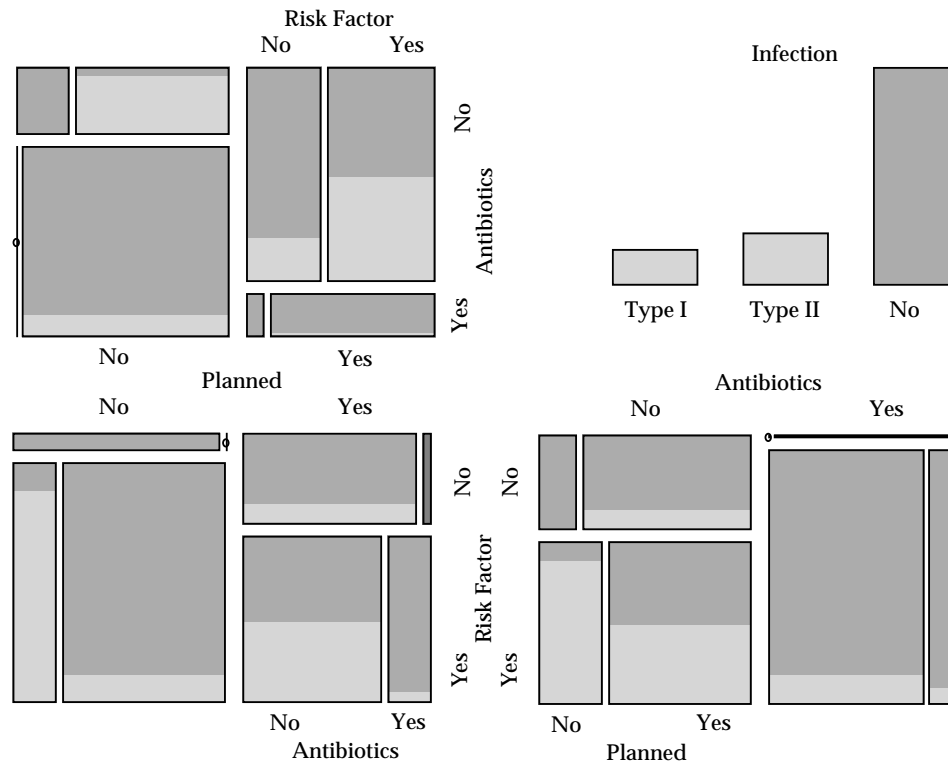 Risk Factor
No Yes
Infection
No
Antibiotics
Yes
Type I Type II No
No Yes
Planned
No Yes
Antibiotics
No Yes
No
Risk Factor
Yes
No
Yes
No Yes
Antibiotics
No Yes
Planned